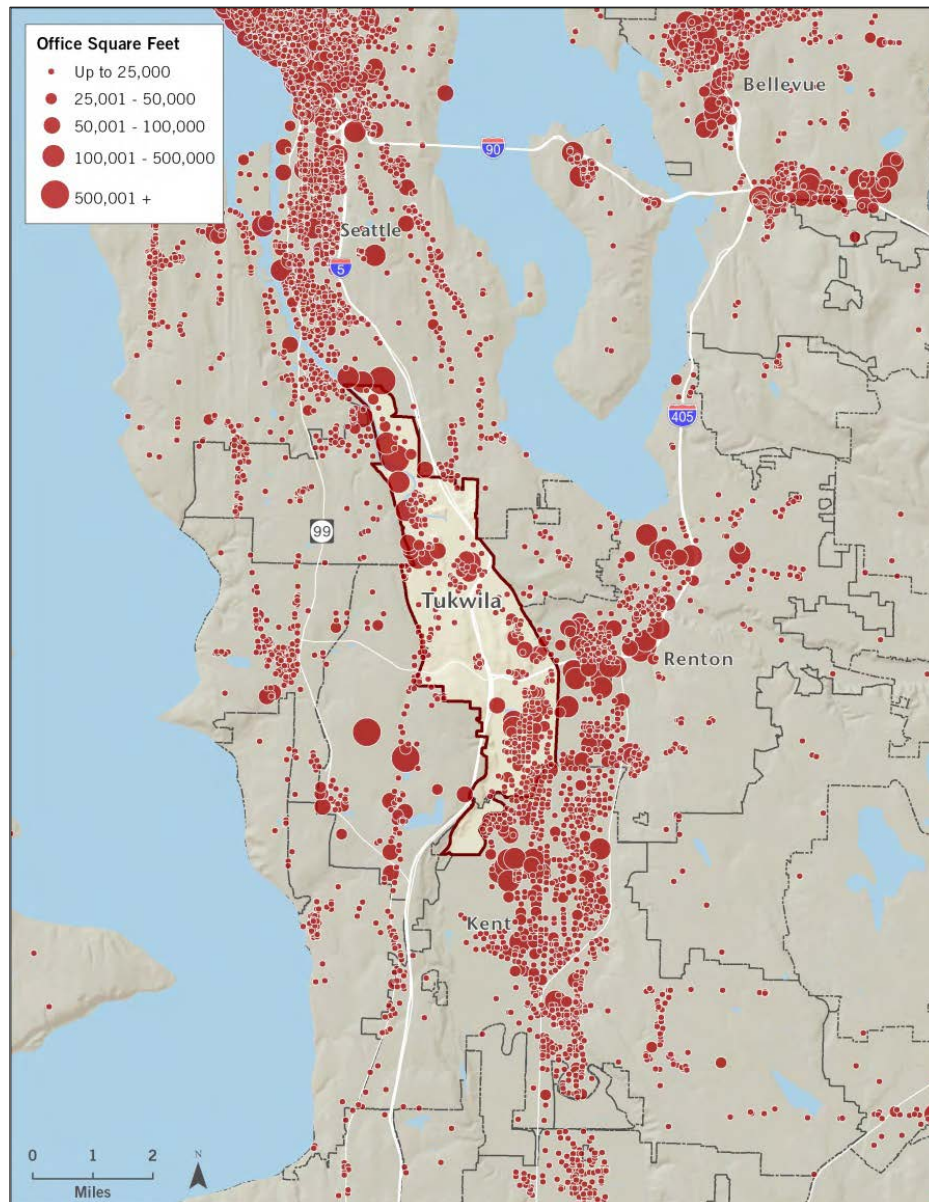 Office Square Feet
Up to 25,000
25,001 - 50,000
50,001 - 100,000
100,001 - 500,000
500,001 +
Bellevue
90
Seattle
5
405
99
Tukwila
Renton
Kent
0 1 2
Miles
N